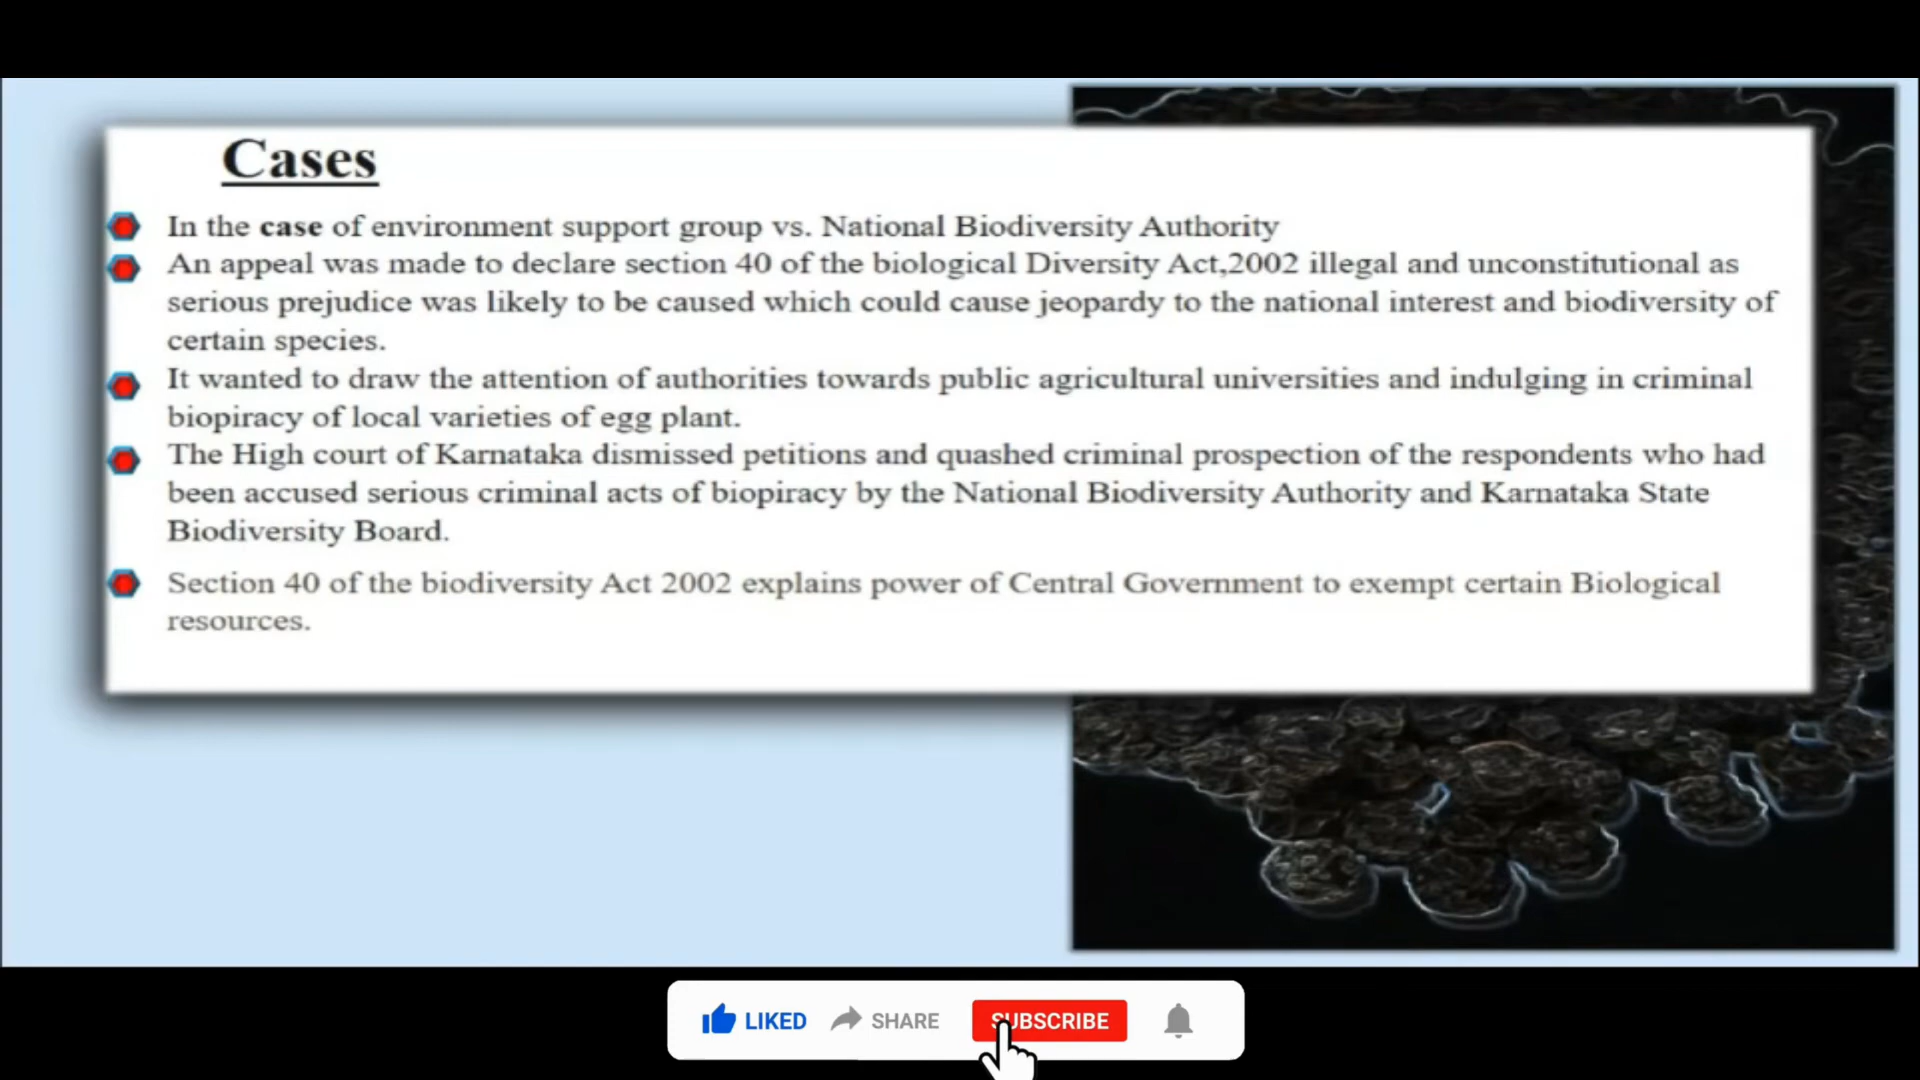 Cases
In the case of environment support group vs. National Biodiversity Authority
An appeal was made to declare section 40 of the biological Diversity Act,2002 illegal and unconstitutional as
serious prejudice was likely to be caused which could cause jeopardy to the national interest and biodiversity of
certain species.
It wanted to draw the attention of authorities towards public agricultural universities and indulging in criminal
biopiracy of local varieties of egg plant.
The High court of Karnataka dismissed petitions and quashed criminal prospection of the respondents who had
been accused serious criminal acts of biopiracy by the National Biodiversity Authority and Karnataka State
Biodiversity Board.
Section 40 of the biodiversity Act 2002 explains power of Central Government to exempt certain Biological
resources.
LIKED SHARE SUBSCRIBE